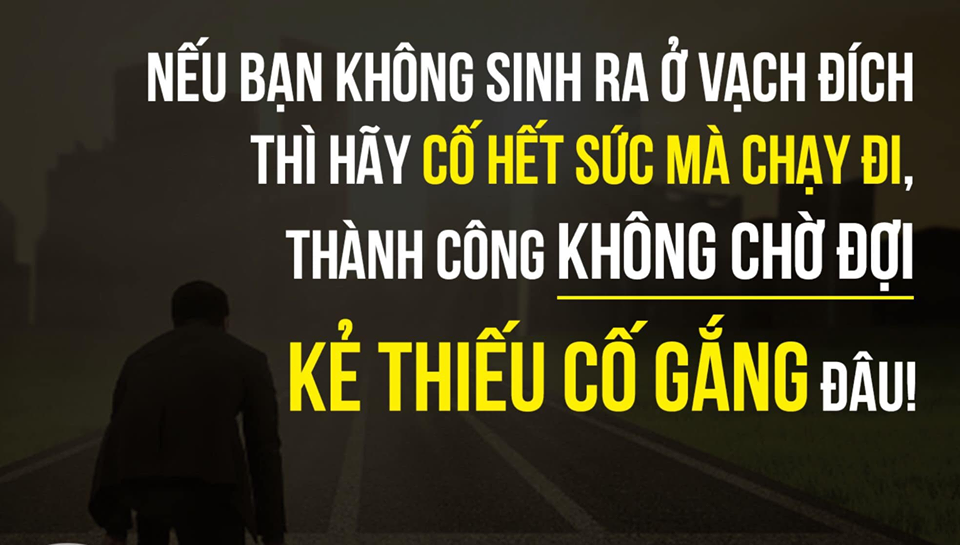 NẾU BẠN KHÔNG SINH RA Ở VẠCH ĐÍCH
THÌ HÃY CỐ HẾT SỨC MÀ CHẠY ĐI,
THÀNH CÔNG KHÔNG CHỜ ĐỢI
KẺ THIẾU CỐ GẮNG ĐÂU!